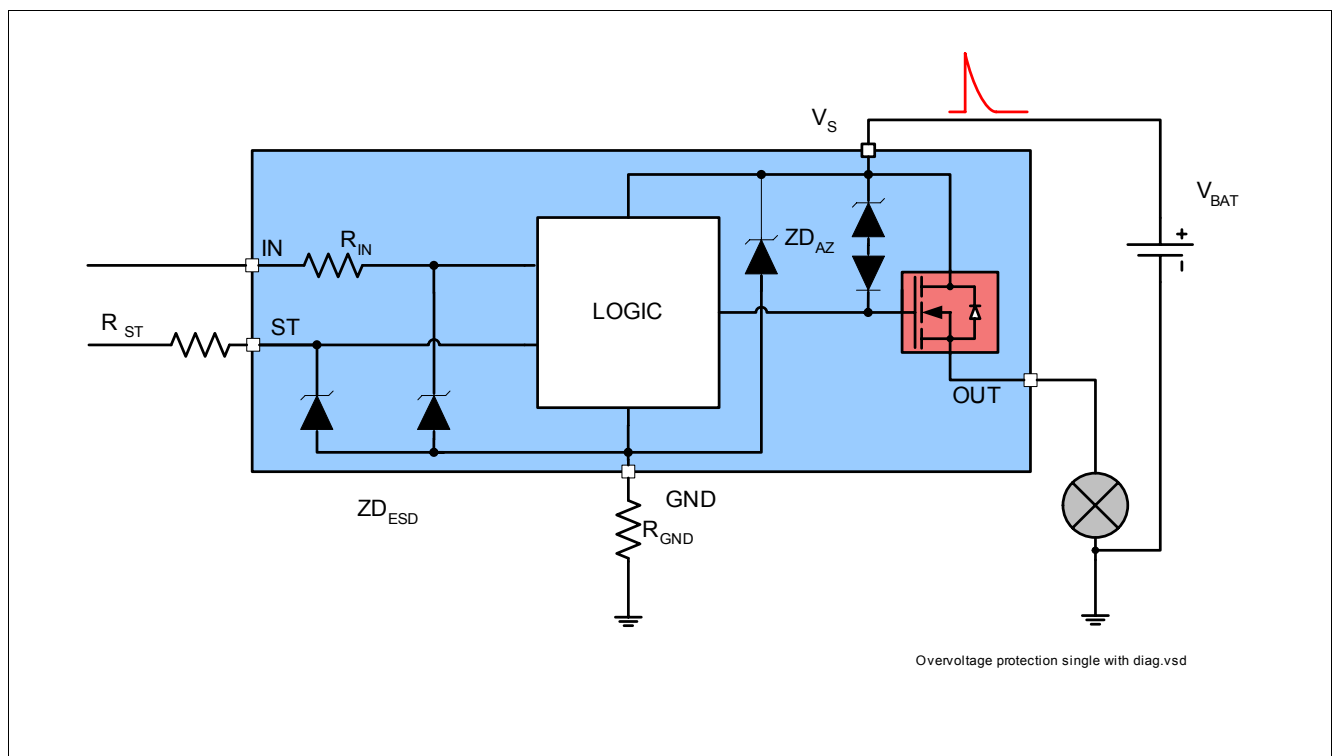 V_S
V_BAT
IN
R_IN
ZD_AZ
R_ST
ST
LOGIC
OUT
ZD_ESD
GND
R_GND
+
-
Overvoltage protection single with diag.vsd